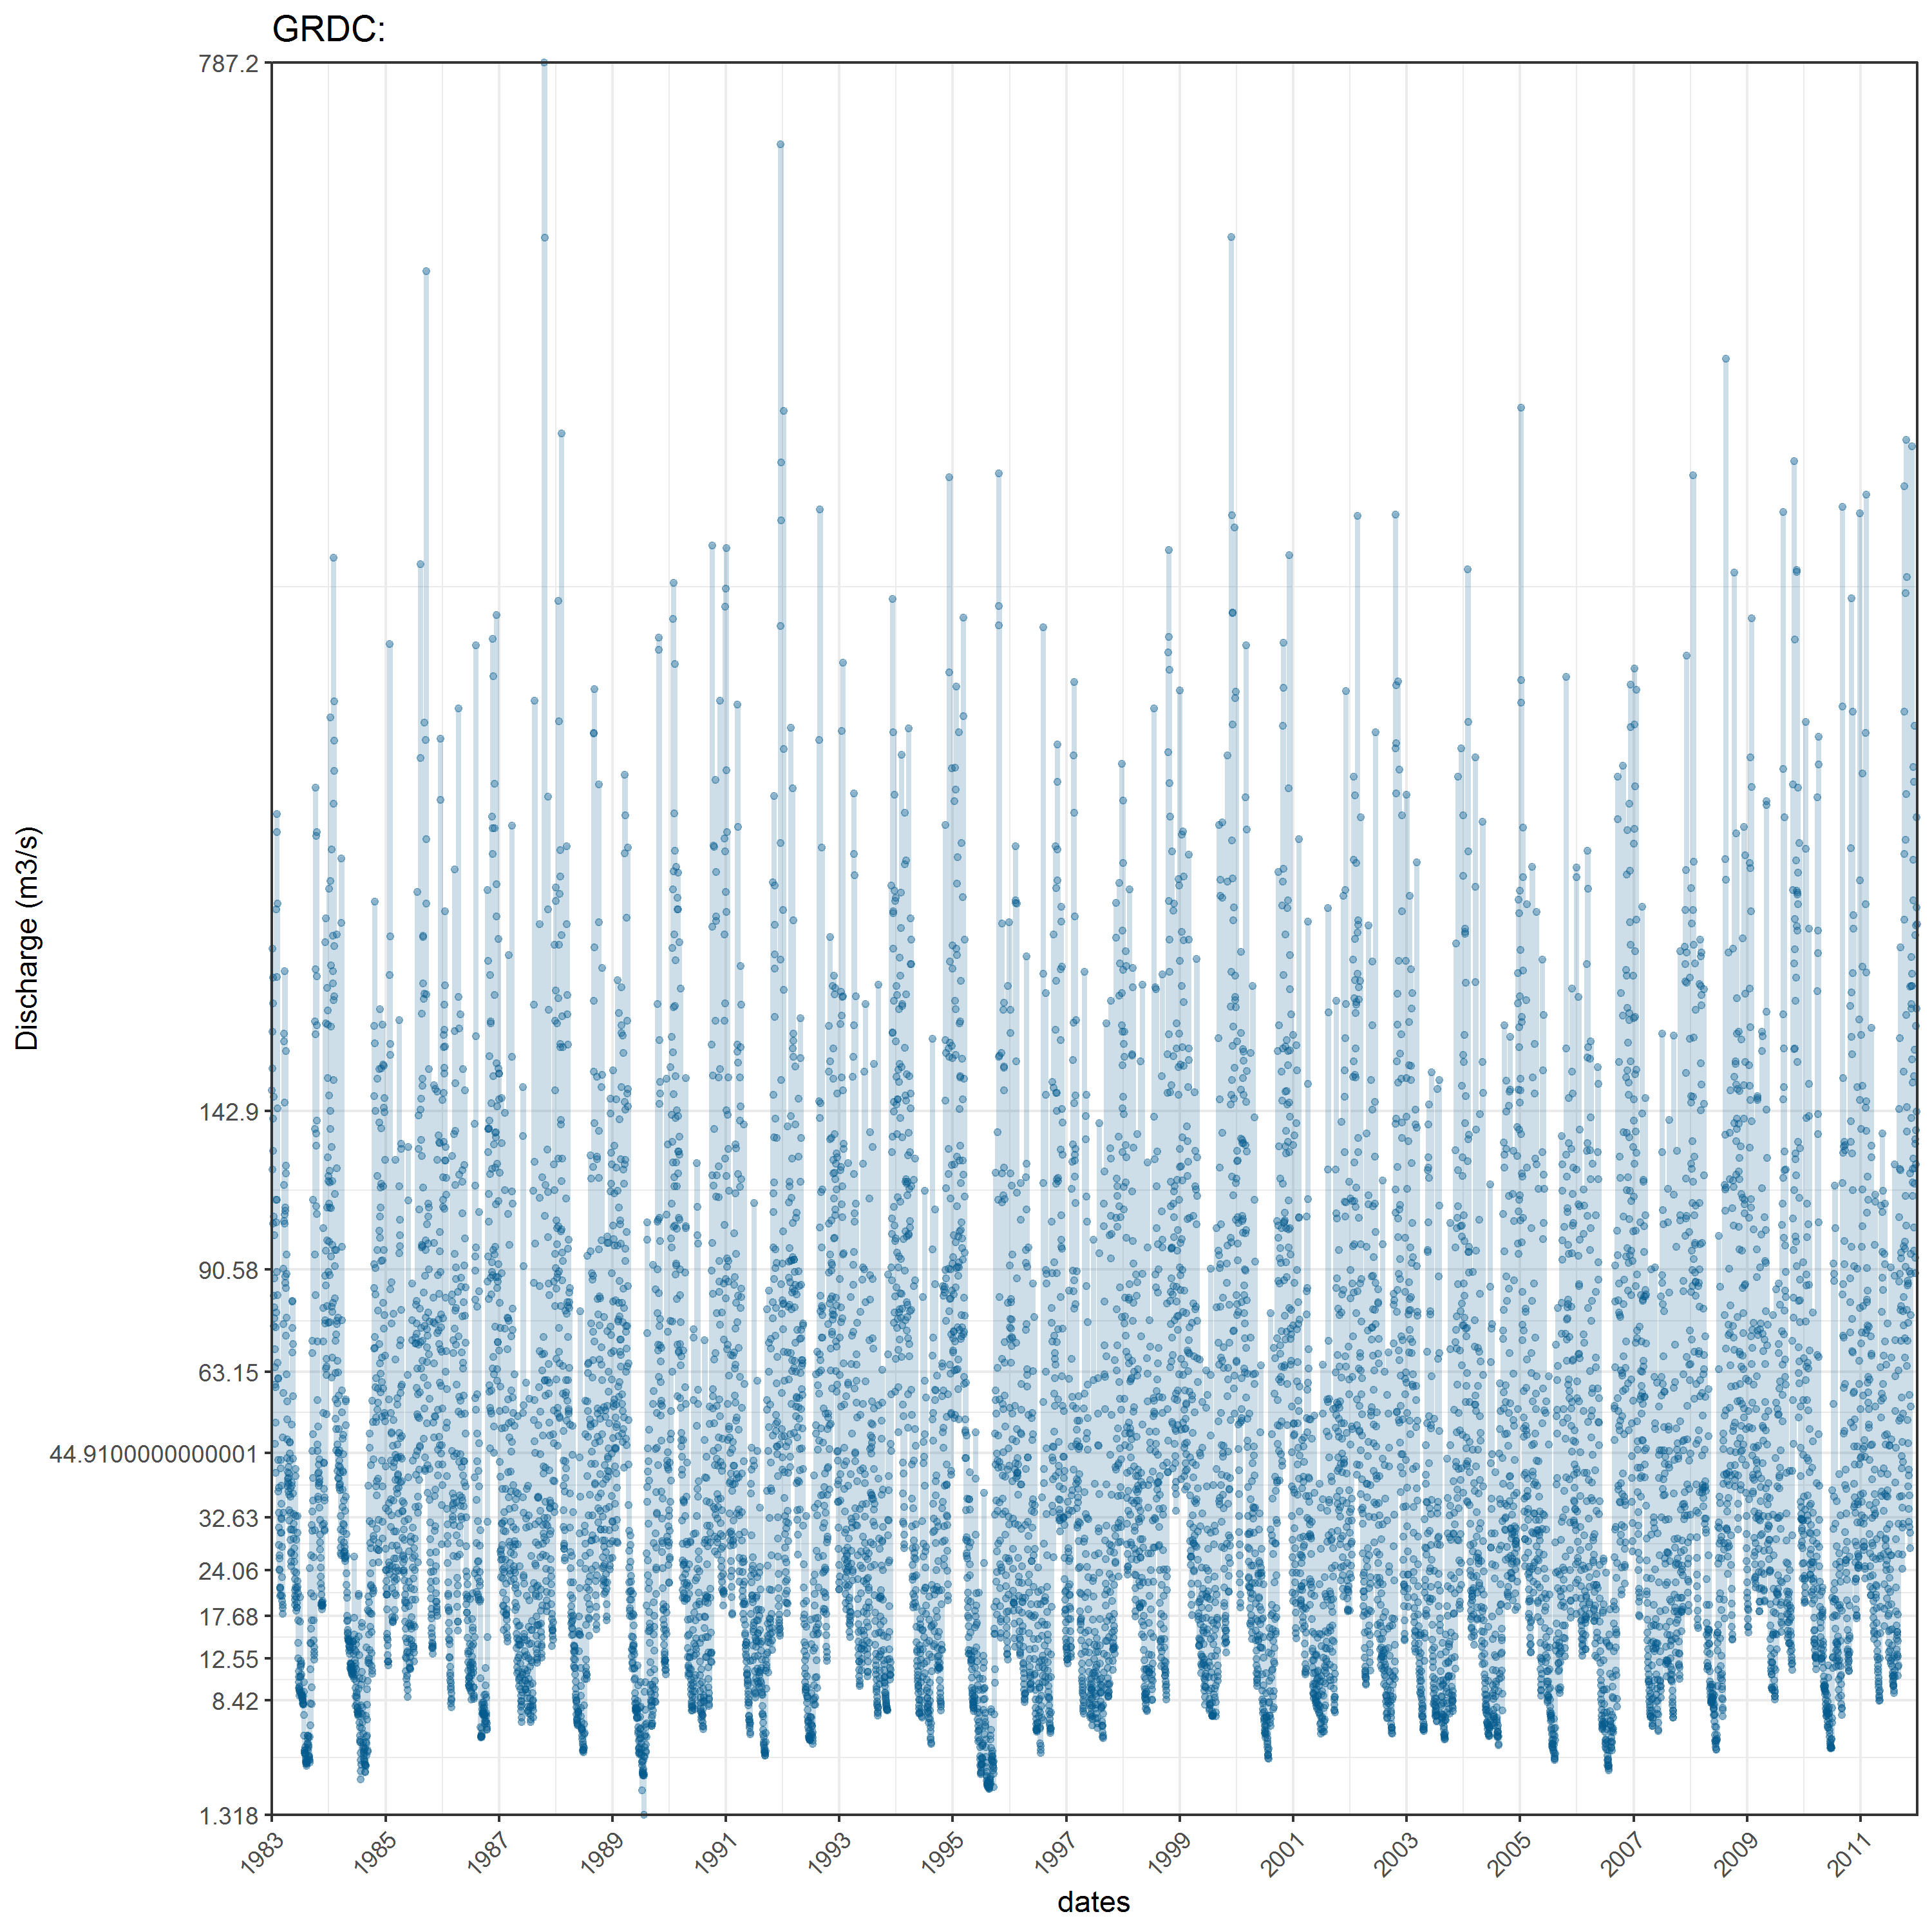 GRDC:
787.2
142.9
90.58
63.15
44.9100000000001
32.63
24.06
17.68
12.55
8.42
1.318
Discharge (m3/s)
1983 1985 1987 1989 1991 1993 1995 1997 1999 2001 2003 2005 2007 2009 2011
dates